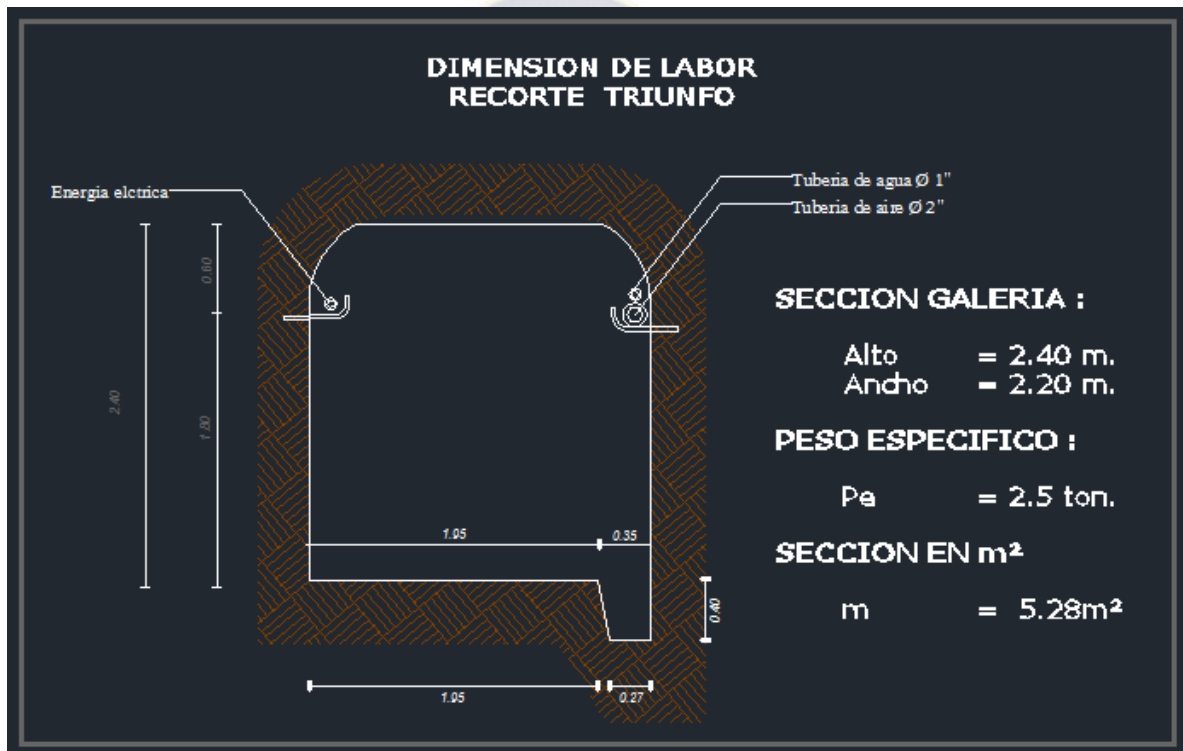 DIMENSION DE LABOR
RECORTE TRIUNFO
Energia elctrica
Tuberia de agua Ø 1"
Tuberia de aire Ø 2"
0.60
2.40
1.80
SECCION GALERIA :
Alto = 2.40 m.
Ancho = 2.20 m.
PESO ESPECIFICO :
Pe = 2.5 ton.
SECCION EN m²
m = 5.28m²
1.95
0.35
0.40
1.95
0.27